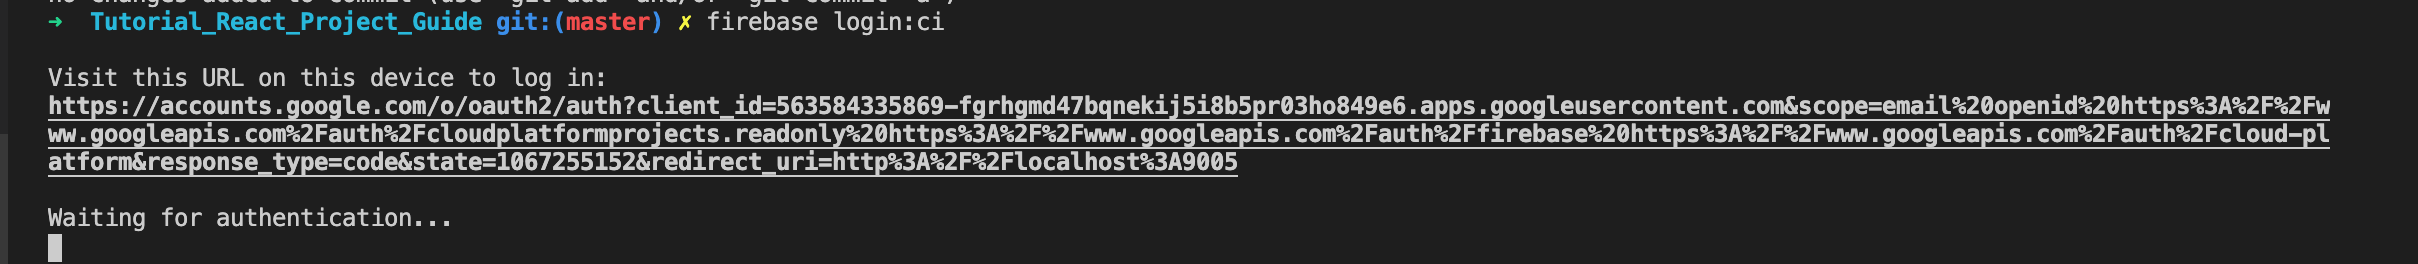 no changes added to commit (use "git add" and/or "git commit -a")
➜  Tutorial_React_Project_Guide git:(master) ✗ firebase login:ci
Visit this URL on this device to log in:
https://accounts.google.com/o/oauth2/auth?client_id=563584335869-fgrhgmd47bqnekij5i8b5pr03ho849e6.apps.googleusercontent.com&scope=email%20openid%20https%3A%2F%2Fw
ww.googleapis.com%2Fauth%2Fcloudplatformprojects.readonly%20https%3A%2F%2Fwww.googleapis.com%2Fauth%2Ffirebase%20https%3A%2F%2Fwww.googleapis.com%2Fauth%2Fcloud-pl
atform&response_type=code&state=1067255152&redirect_uri=http%3A%2F%2Flocalhost%3A9005
Waiting for authentication...